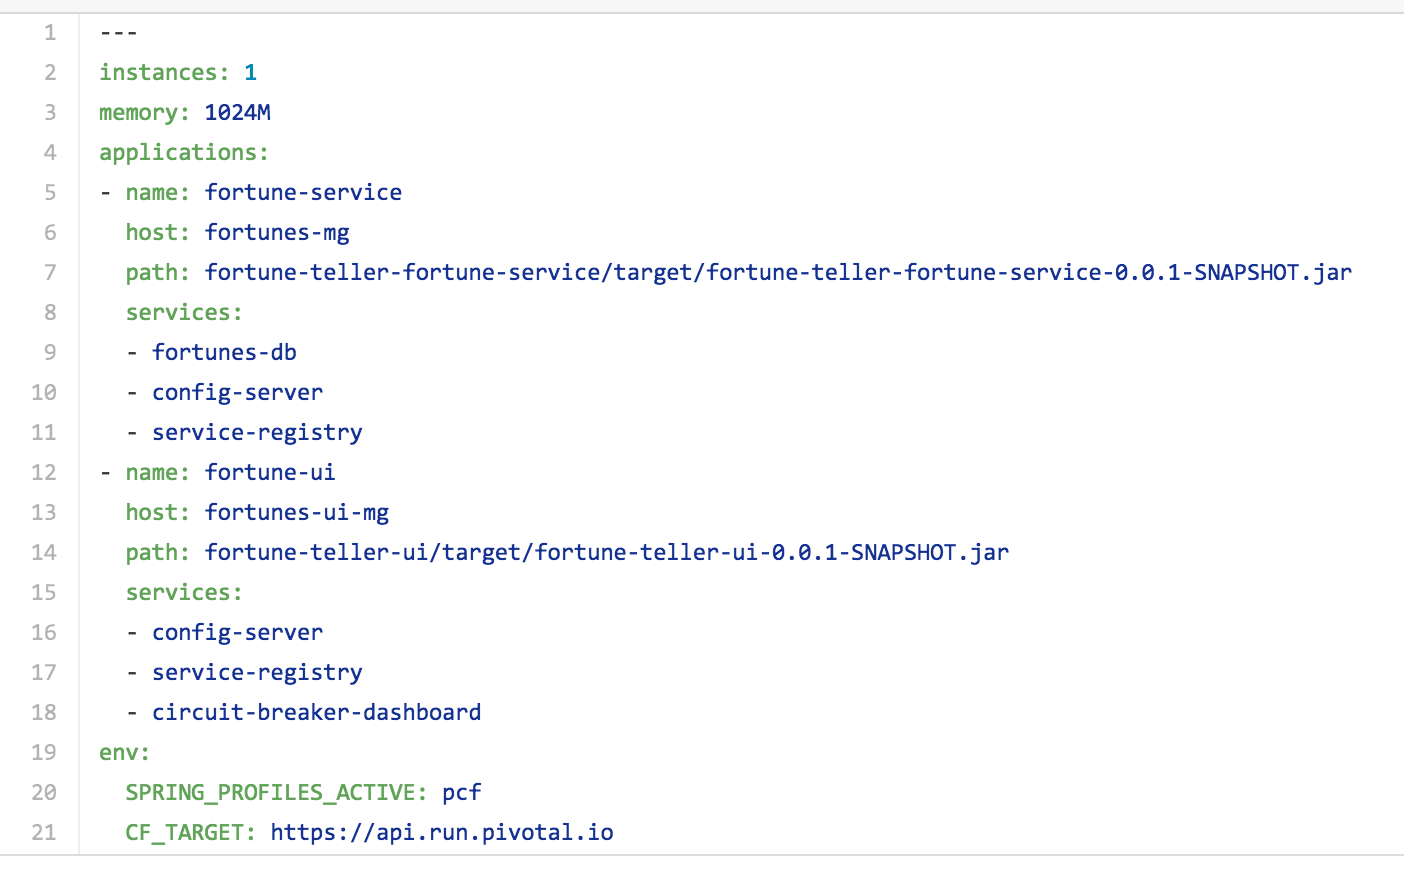 1 ---
2 instances: 1
3 memory: 1024M
4 applications:
5 - name: fortune-service
6   host: fortunes-mg
7   path: fortune-teller-fortune-service/target/fortune-teller-fortune-service-0.0.1-SNAPSHOT.jar
8   services:
9   - fortunes-db
10   - config-server
11   - service-registry
12 - name: fortune-ui
13   host: fortunes-ui-mg
14   path: fortune-teller-ui/target/fortune-teller-ui-0.0.1-SNAPSHOT.jar
15   services:
16   - config-server
17   - service-registry
18   - circuit-breaker-dashboard
19 env:
20   SPRING_PROFILES_ACTIVE: pcf
21   CF_TARGET: https://api.run.pivotal.io